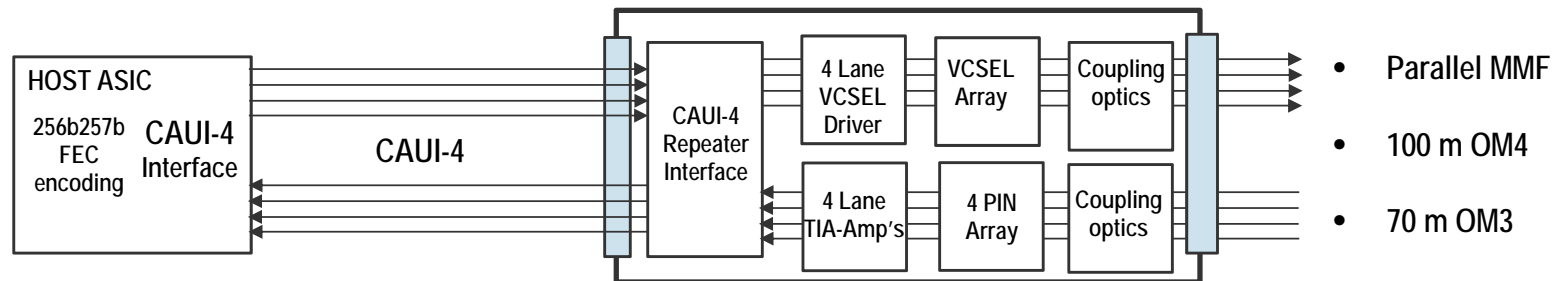 HOST ASIC
256b257b
FEC
encoding
CAUI-4
Interface
CAUI-4
CAUI-4
Repeater
Interface
4 Lane
VCSEL
Driver
VCSEL
Array
Coupling
optics
4 Lane
TIA-Amp's
4 PIN
Array
Coupling
optics
• Parallel MMF
• 100 m OM4
• 70 m OM3